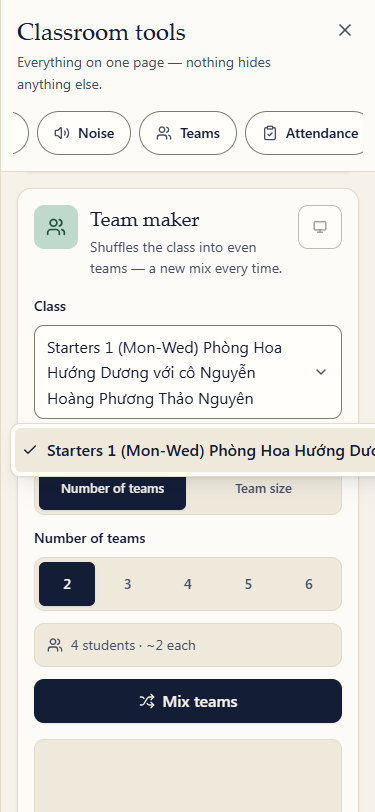 Classroom tools
Everything on one page — nothing hides
anything else.
Noise
Teams
Attendance
Team maker
Shuffles the class into even
teams — a new mix every time.
Class
Starters 1 (Mon-Wed) Phòng Hoa
Hướng Dương với cô Nguyễn
Hoàng Phương Thảo Nguyên
Starters 1 (Mon-Wed) Phòng Hoa Hướng
Number of teams
Team size
Number of teams
2
3
4
5
6
4 students · ~2 each
Mix teams